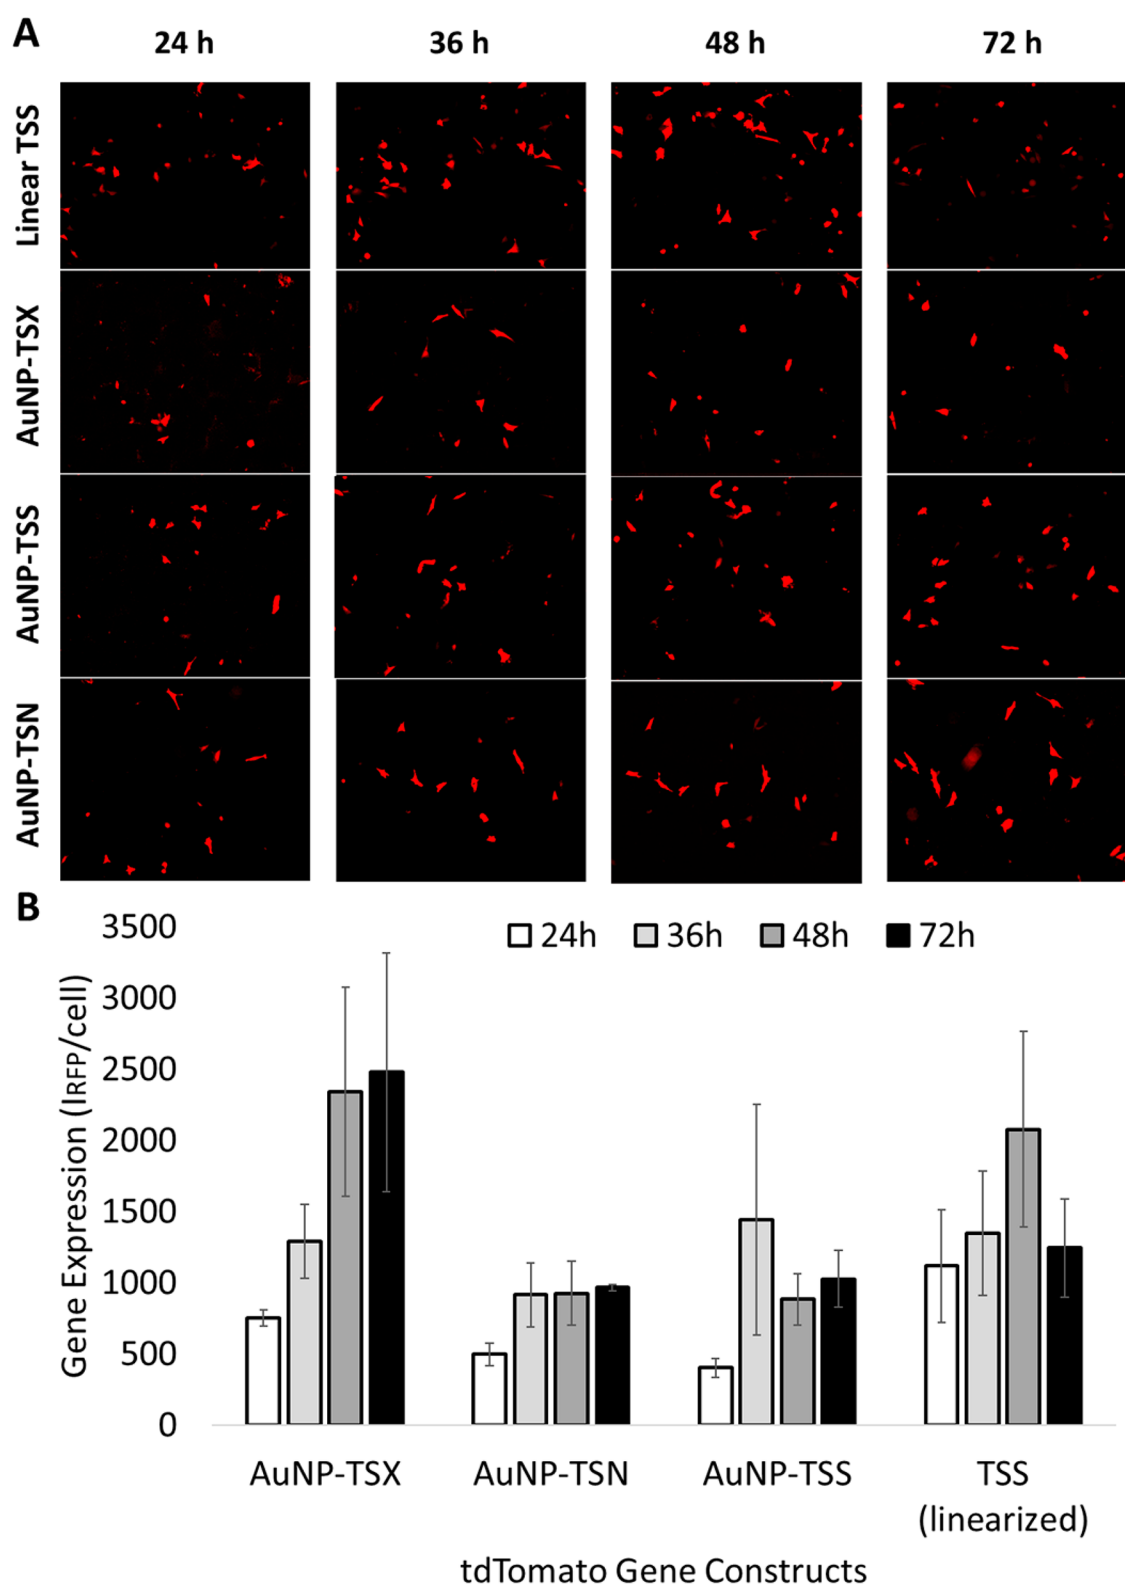 A
24 h 36 h 48 h 72 h
Linear TSS
AuNP-TSX
AuNP-TSS
AuNP-TSN
B
Gene Expression (IRFP/cell)
3500
3000
2500
2000
1500
1000
500
0
24h 36h 48h 72h
AuNP-TSX AuNP-TSN AuNP-TSS TSS
(linearized)
tdTomato Gene Constructs